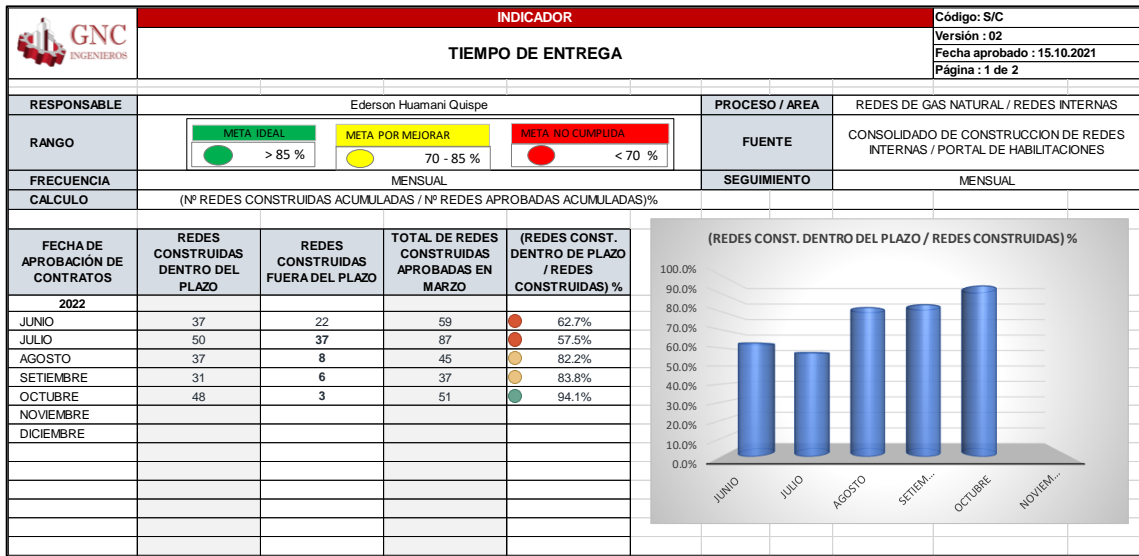 GNC
INGENIEROS
INDICADOR
TIEMPO DE ENTREGA
Código: S/C
Versión : 02
Fecha aprobado : 15.10.2021
Página : 1 de 2
RESPONSABLE
Ederson Huamani Quispe
PROCESO / AREA
REDES DE GAS NATURAL / REDES INTERNAS
RANGO
META IDEAL
> 85 %
META POR MEJORAR
70 - 85 %
META NO CUMPLIDA
< 70 %
FUENTE
CONSOLIDADO DE CONSTRUCCION DE REDES
INTERNAS / PORTAL DE HABILITACIONES
FRECUENCIA
MENSUAL
SEGUIMIENTO
MENSUAL
CALCULO
(Nº REDES CONSTRUIDAS ACUMULADAS / Nº REDES APROBADAS ACUMULADAS)%
FECHA DE
APROBACIÓN DE
CONTRATOS
REDES
CONSTRUIDAS
DENTRO DEL
PLAZO
REDES
CONSTRUIDAS
FUERA DEL PLAZO
TOTAL DE REDES
CONSTRUIDAS
APROBADAS EN
MARZO
(REDES CONST.
DENTRO DE PLAZO
/ REDES
CONSTRUIDAS) %
2022
JUNIO 37 22 59 62.7%
JULIO 50 37 87 57.5%
AGOSTO 37 8 45 82.2%
SETIEMBRE 31 6 37 83.8%
OCTUBRE 48 3 51 94.1%
NOVIEMBRE
DICIEMBRE
(REDES CONST. DENTRO DEL PLAZO / REDES CONSTRUIDAS) %
100.0%
90.0%
80.0%
70.0%
60.0%
50.0%
40.0%
30.0%
20.0%
10.0%
0.0%
JUNIO
JULIO
AGOSTO
SETIEM...
OCTUBRE
NOVIEM...